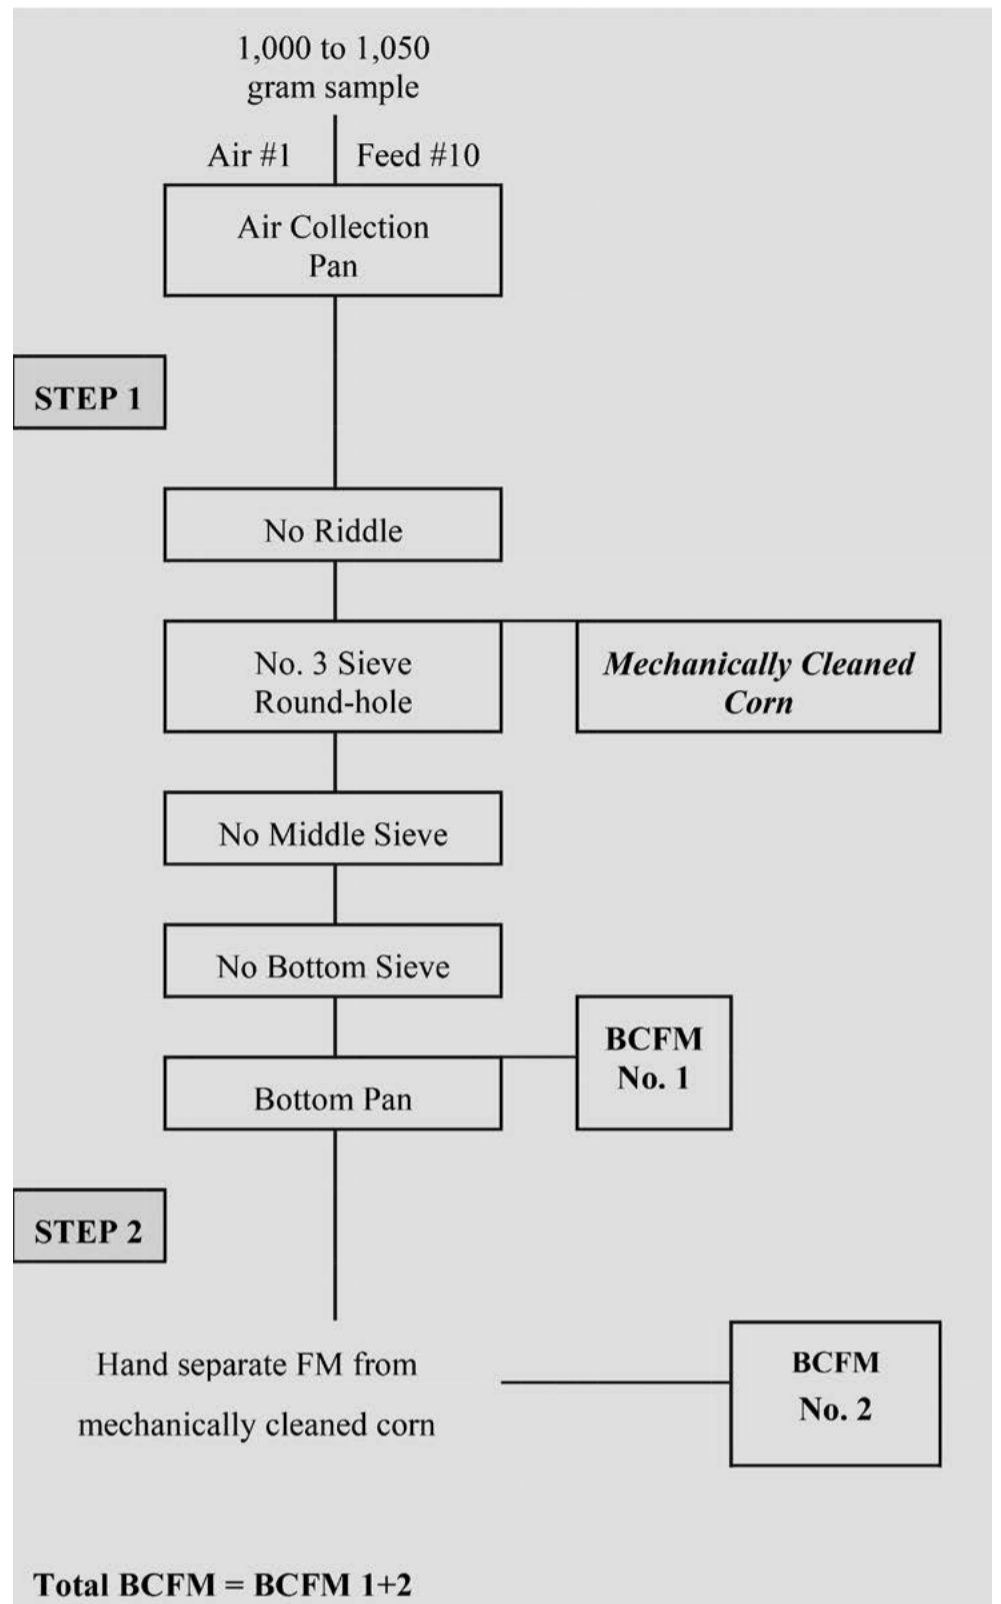 1,000 to 1,050
gram sample
Air #1
Feed #10
Air Collection
Pan
STEP 1
No Riddle
No. 3 Sieve
Round-hole
Mechanically Cleaned
Corn
No Middle Sieve
No Bottom Sieve
BCFM
No. 1
Bottom Pan
STEP 2
Hand separate FM from
mechanically cleaned corn
BCFM
No. 2
Total BCFM = BCFM 1+2